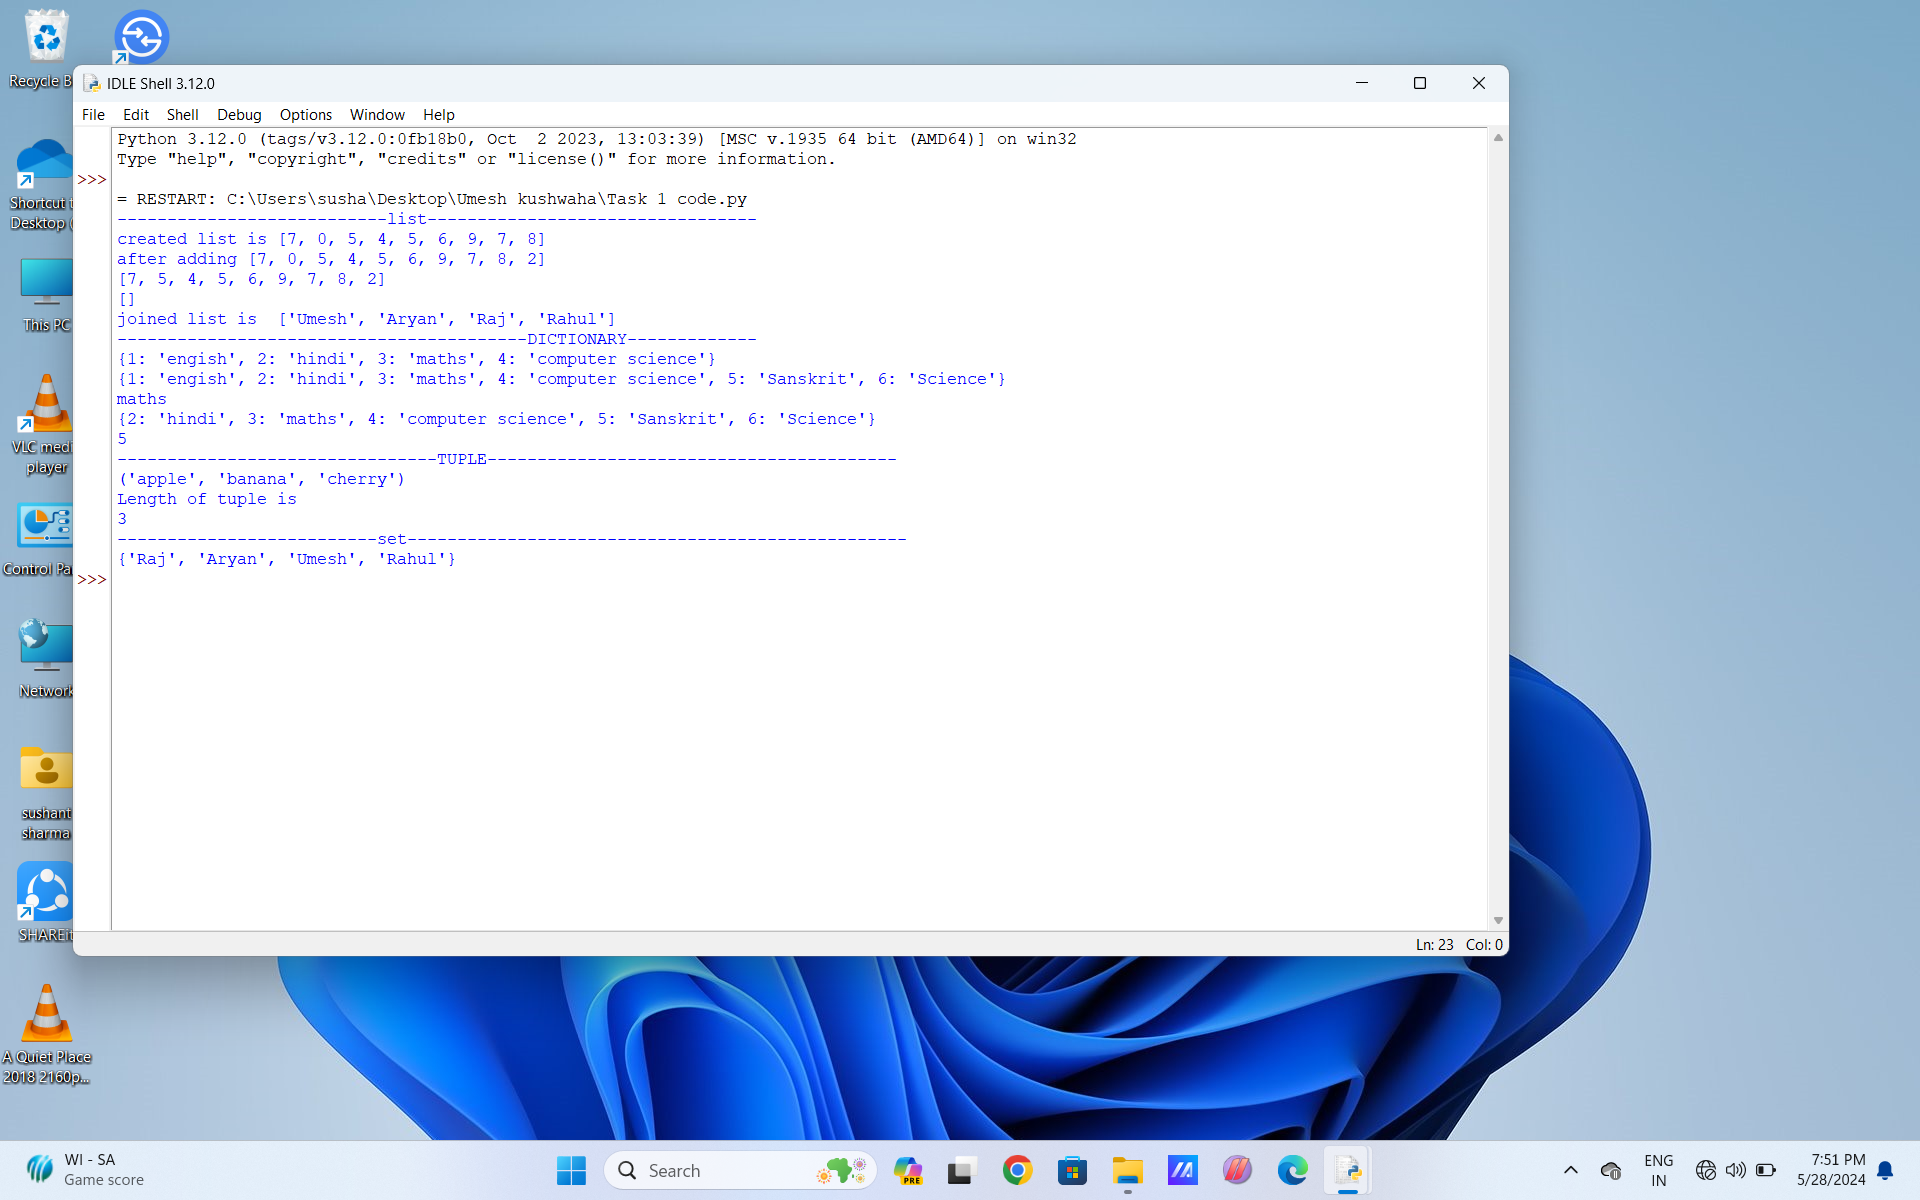 Recycle B
IDLE Shell 3.12.0
File Edit Shell Debug Options Window Help
Python 3.12.0 (tags/v3.12.0:0fb18b0, Oct  2 2023, 13:03:39) [MSC v.1935 64 bit (AMD64)] on win32
Type "help", "copyright", "credits" or "license()" for more information.
>>>
= RESTART: C:\Users\susha\Desktop\Umesh kushwaha\Task 1 code.py
---------------------------list---------------------------------
created list is [7, 0, 5, 4, 5, 6, 9, 7, 8]
after adding [7, 0, 5, 4, 5, 6, 9, 7, 8, 2]
[7, 5, 4, 5, 6, 9, 7, 8, 2]
[]
joined list is  ['Umesh', 'Aryan', 'Raj', 'Rahul']
-----------------------------------------DICTIONARY-------------
{1: 'engish', 2: 'hindi', 3: 'maths', 4: 'computer science'}
{1: 'engish', 2: 'hindi', 3: 'maths', 4: 'computer science', 5: 'Sanskrit', 6: 'Science'}
maths
{2: 'hindi', 3: 'maths', 4: 'computer science', 5: 'Sanskrit', 6: 'Science'}
5
--------------------------------TUPLE-----------------------------------------
('apple', 'banana', 'cherry')
Length of tuple is
3
--------------------------set--------------------------------------------------
{'Raj', 'Aryan', 'Umesh', 'Rahul'}
>>>
Ln: 23 Col: 0
Shortcut t
Desktop (
This PC
VLC medi
player
Control Pa
Network
sushant
sharma
SHAREit
A Quiet Place
2018 2160p...
WI - SA
Game score
Search
PRE
ENG
IN
7:51 PM
5/28/2024